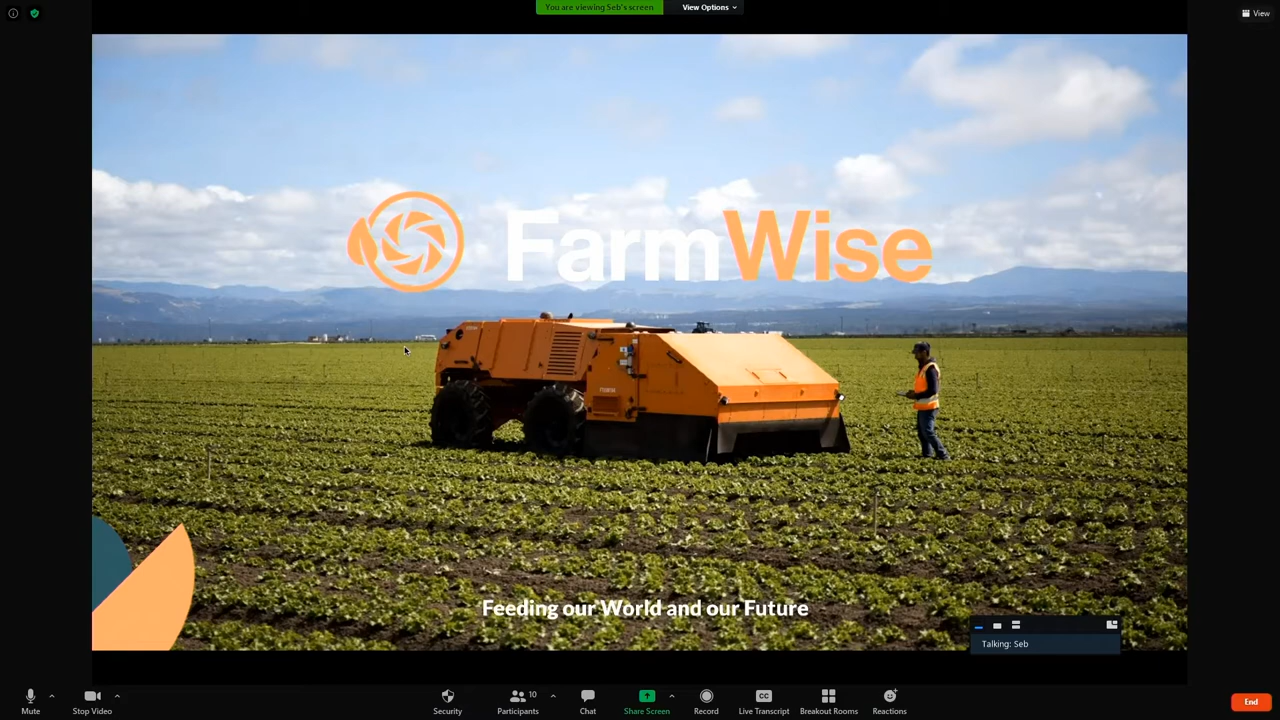 You are viewing Seb's screen
View Options
View
FarmWise
Feeding our World and our Future
Talking: Seb
Mute
Stop Video
Security
Participants
10
Chat
Share Screen
Record
Live Transcript
Breakout Rooms
Reactions
End